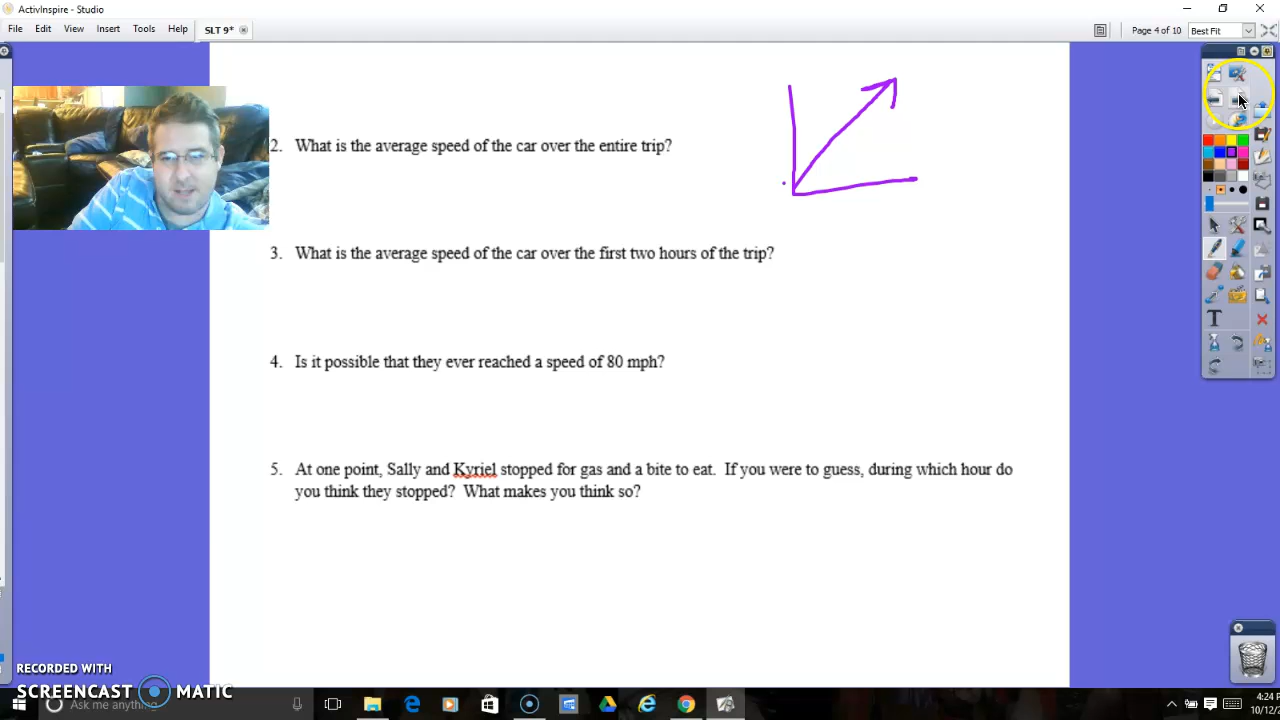 ActivInspire - Studio
File Edit View Insert Tools Help SLT 9* Page 4 of 10 Best Fit
2. What is the average speed of the car over the entire trip?
3. What is the average speed of the car over the first two hours of the trip?
4. Is it possible that they ever reached a speed of 80 mph?
5. At one point, Sally and Kyriel stopped for gas and a bite to eat. If you were to guess, during which hour do
you think they stopped? What makes you think so?
RECORDED WITH
SCREENCAST MATIC
Ask me anything
4:24
10/12/